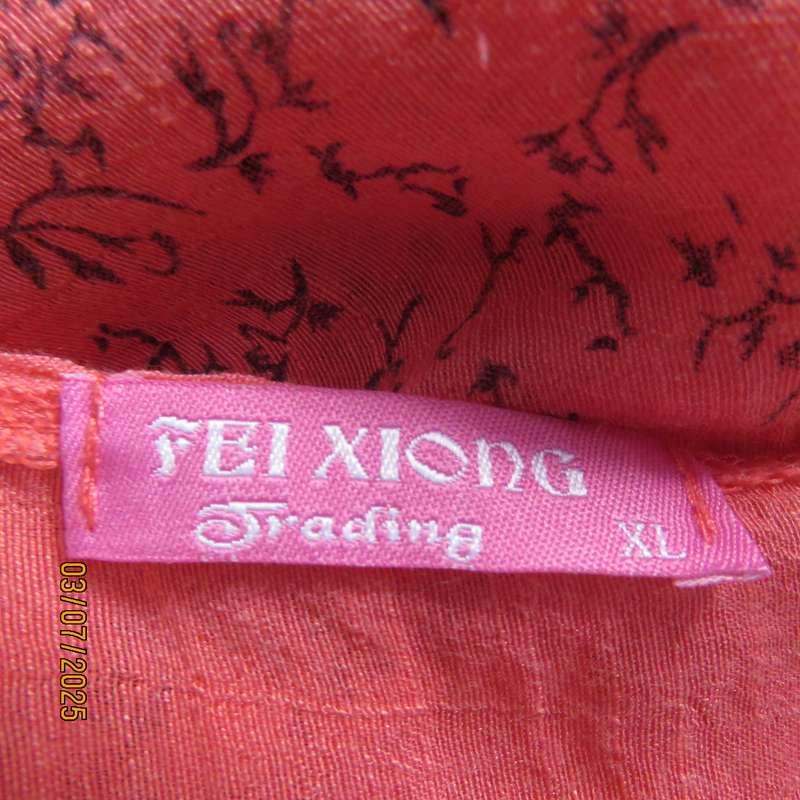 FEI XIONG
Trading
XL
03/07/2025